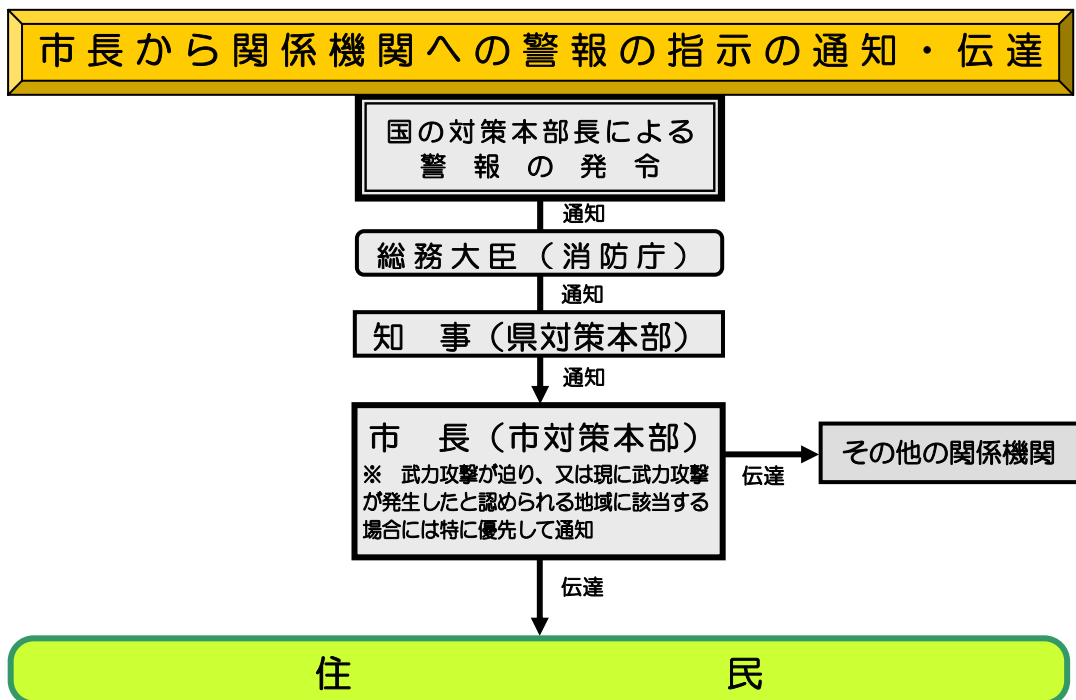 市長から関係機関への警報の指示の通知・伝達
国の対策本部長による
警報の発令
通知
総務大臣（消防庁）
通知
知　事（県対策本部）
通知
市　長（市対策本部）
※　武力攻撃が迫り、又は現に武力攻撃
が発生したと認められる地域に該当する
場合には特に優先して通知
伝達
その他の関係機関
伝達
住　民